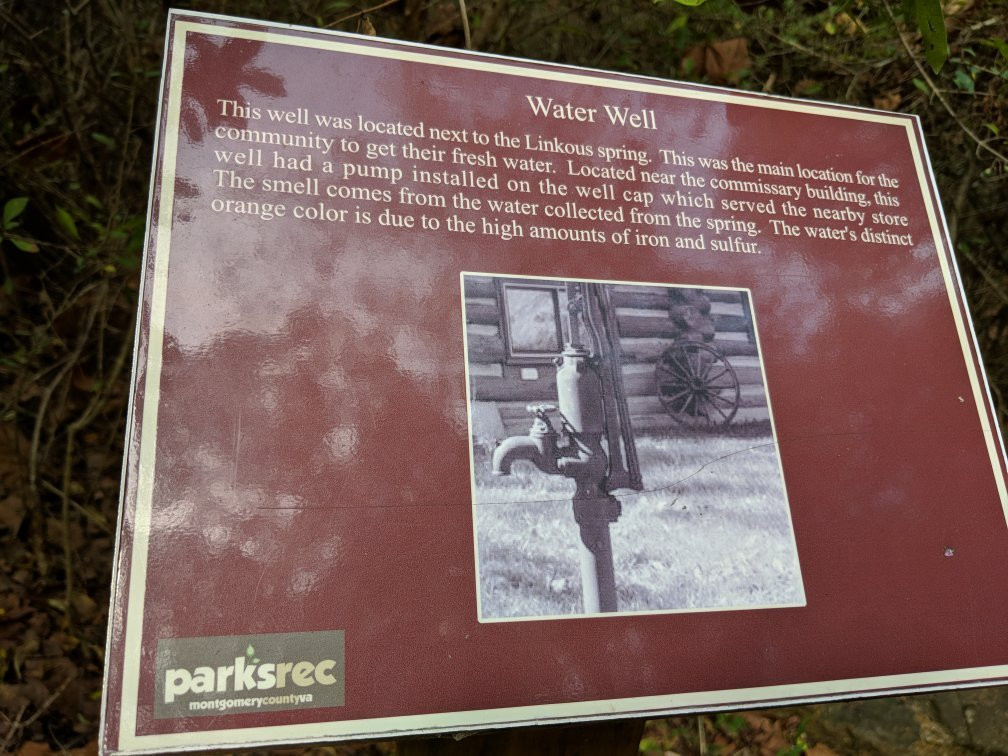 Water Well
This well was located next to the Linkous spring. This was the main location for the
community to get their fresh water. Located near the commissary building, this
well had a pump installed on the well cap which served the nearby store
The smell comes from the water collected from the spring. The water's distinct
orange color is due to the high amounts of iron and sulfur.
parksrec
montgomerycountyva